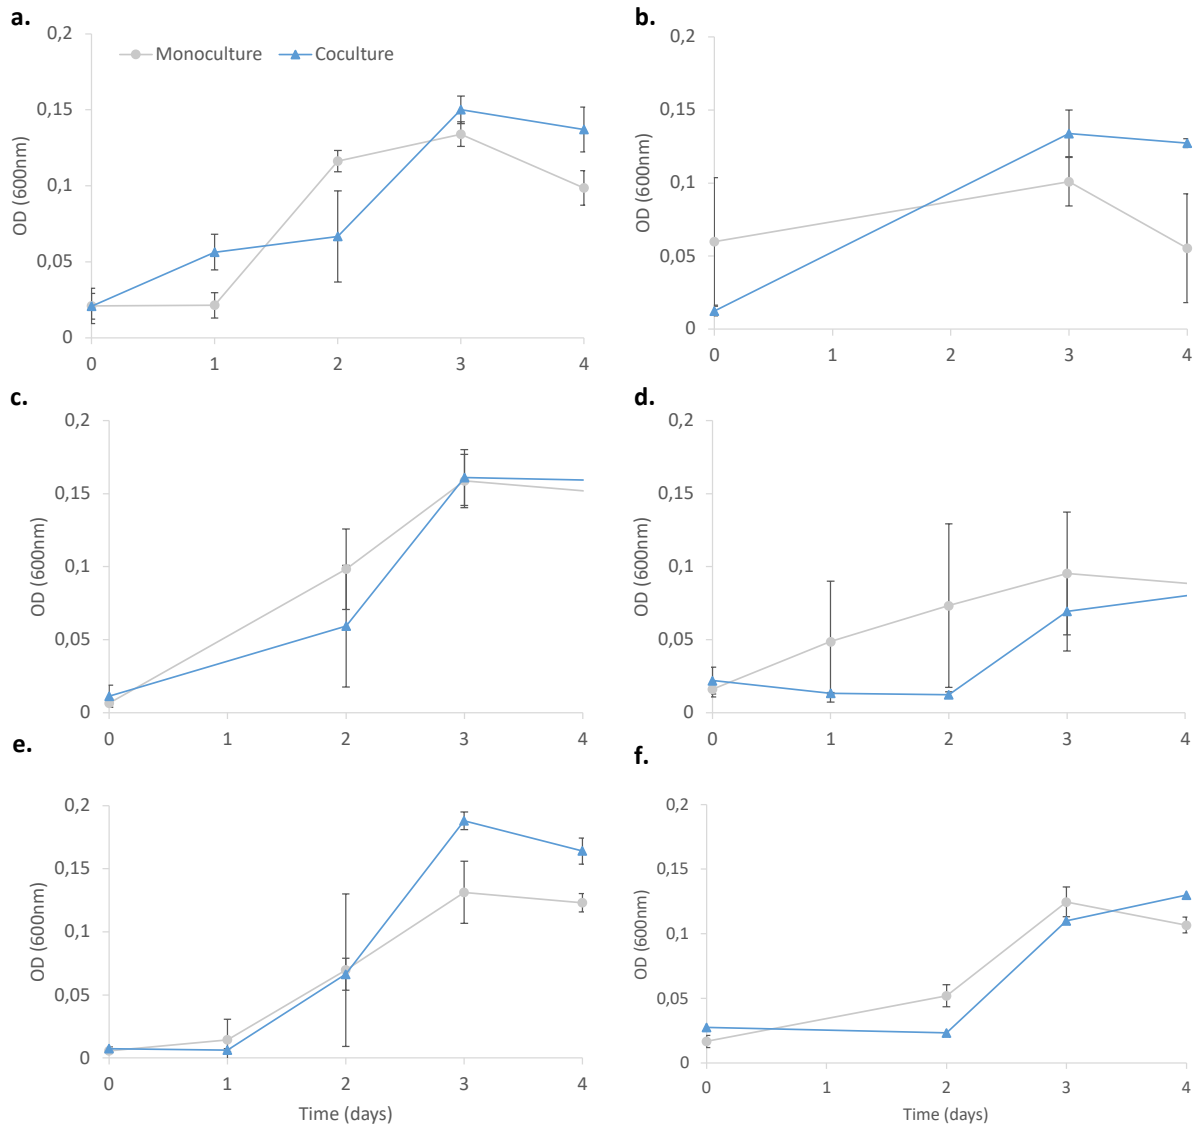 a.
0,2
Monoculture
Coculture
0,15
0,1
0,05
0
OD (600nm)
0 1 2 3 4
b.
0,2
0,15
0,1
0,05
0
OD (600nm)
0 1 2 3 4
c.
0,2
0,15
0,1
0,05
0
OD (600nm)
0 1 2 3 4
d.
0,2
0,15
0,1
0,05
0
OD (600nm)
0 1 2 3 4
e.
0,2
0,15
0,1
0,05
0
OD (600nm)
0 1 2 3 4
Time (days)
f.
0,2
0,15
0,1
0,05
0
OD (600nm)
0 1 2 3 4
Time (days)